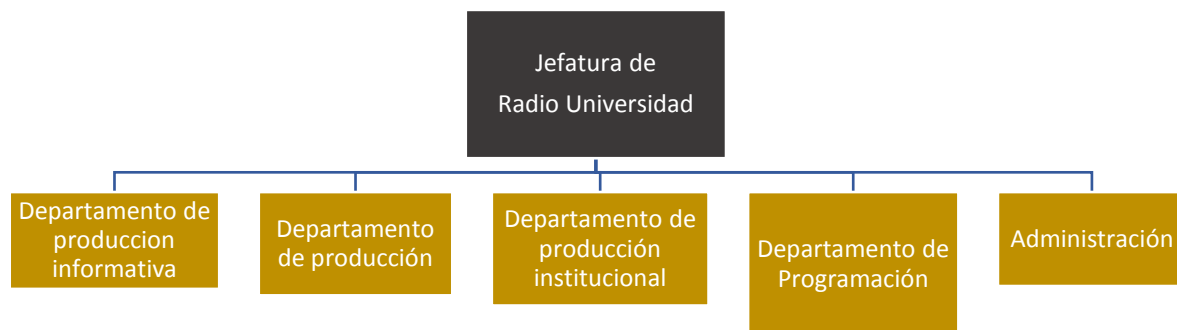 Jefatura de
Radio Universidad
Departamento de
produccion
informativa
Departamento
de producción
Departamento de
producción
institucional
Departamento de
Programación
Administración